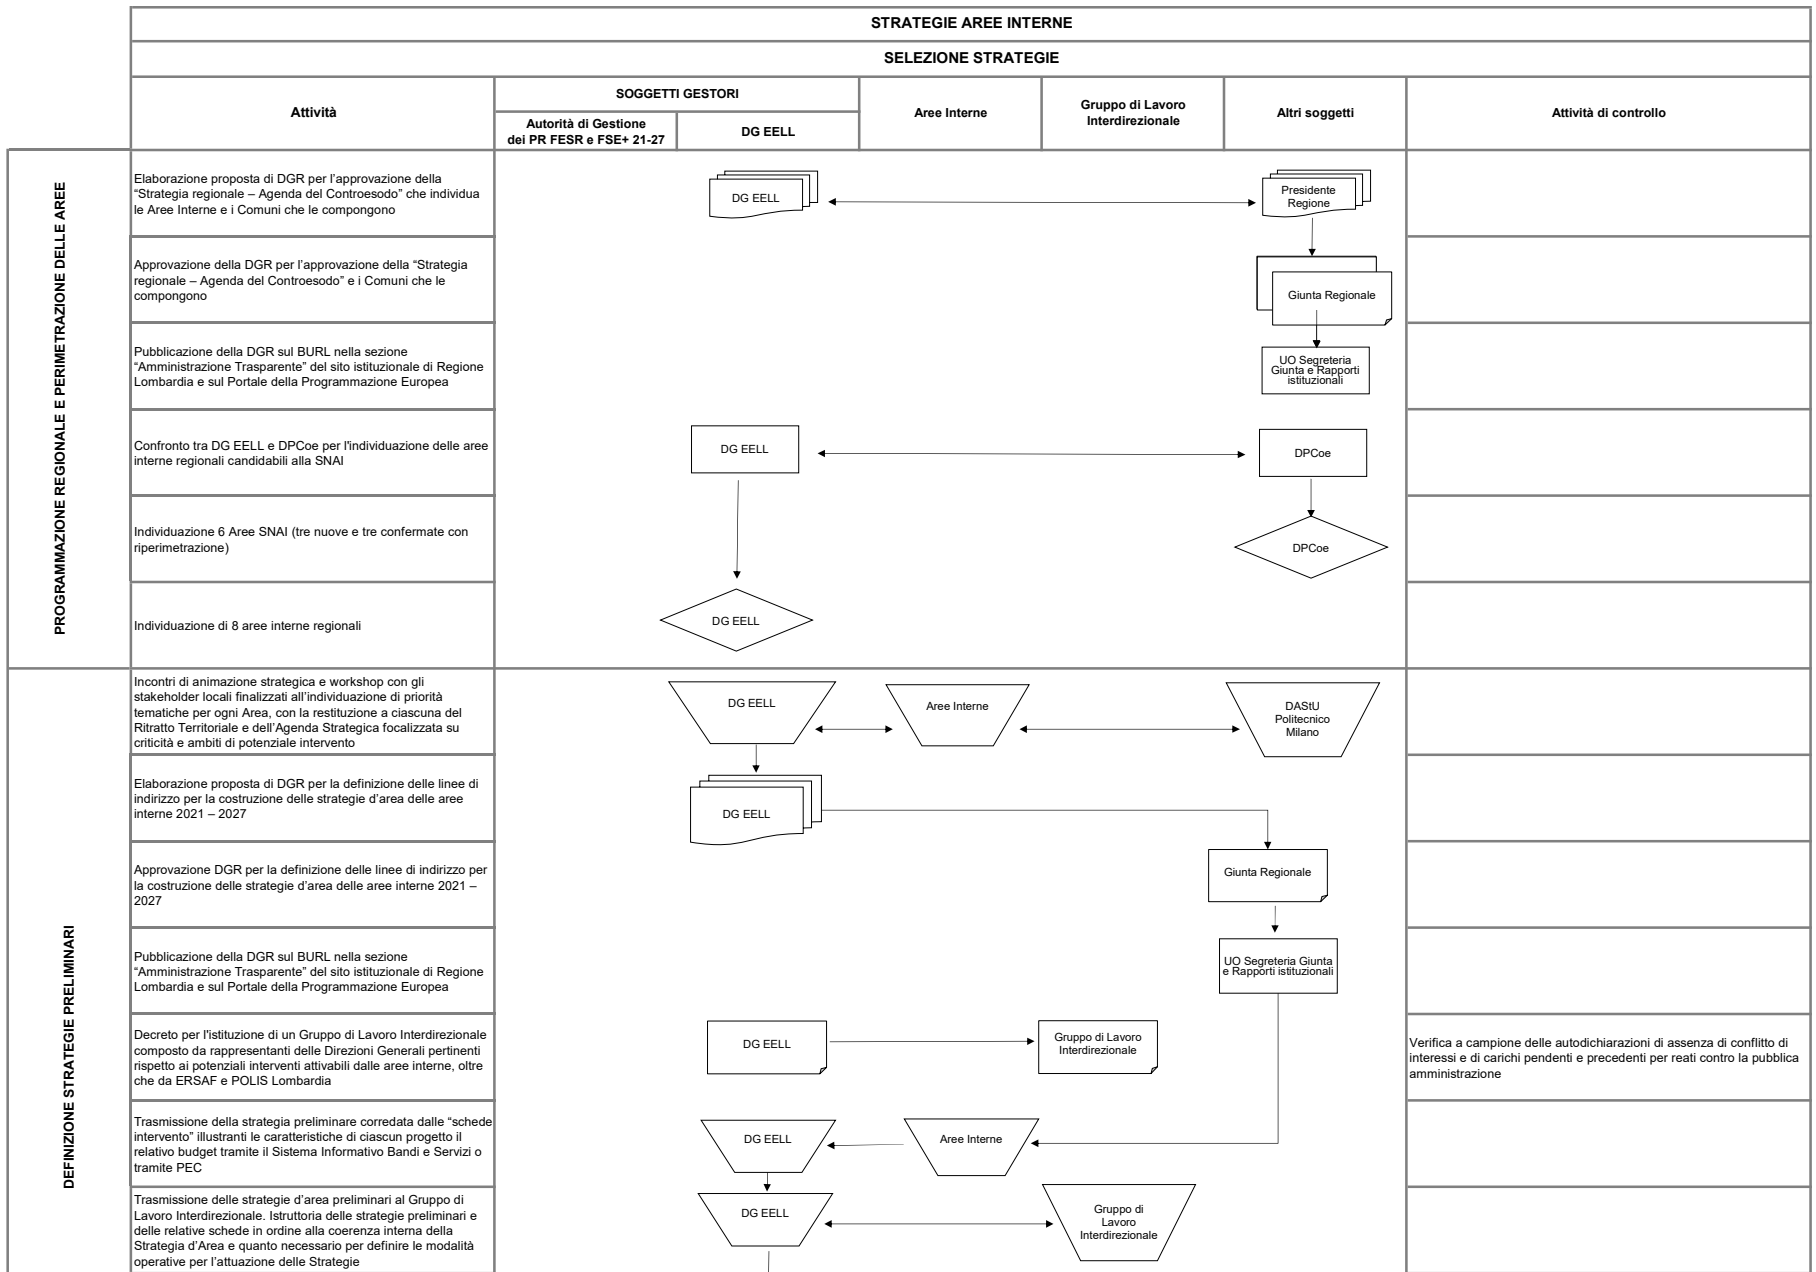 STRATEGIE AREE INTERNE
SELEZIONE STRATEGIE
Attività
SOGGETTI GESTORI
Autorità di Gestione
dei PR FESR e FSE+ 21-27
DG EELL
Aree Interne
Gruppo di Lavoro
Interdirezionale
Altri soggetti
Attività di controllo
PROGRAMMAZIONE REGIONALE E PERIMETRAZIONE DELLE AREE
Elaborazione proposta di DGR per l'approvazione della
“Strategia regionale – Agenda del Controesodo” che individua
le Aree Interne e i Comuni che le compongono
DG EELL
Presidente
Regione
Approvazione della DGR per l’approvazione della “Strategia
regionale – Agenda del Controesodo” e i Comuni che le
compongono
Giunta Regionale
Pubblicazione della DGR sul BURL nella sezione
“Amministrazione Trasparente” del sito istituzionale di Regione
Lombardia e sul Portale della Programmazione Europea
UO Segreteria
Giunta e Rapporti
istituzionali
Confronto tra DG EELL e DPCoe per l'individuazione delle aree
interne regionali candidabili alla SNAI
DG EELL
DPCoe
Individuazione 6 Aree SNAI (tre nuove e tre confermate con
riperimetrazione)
DPCoe
Individuazione di 8 aree interne regionali
DG EELL
DEFINIZIONE STRATEGIE PRELIMINARI
Incontri di animazione strategica e workshop con gli
stakeholder locali finalizzati all’individuazione di priorità
tematiche per ogni Area, con la restituzione a ciascuna del
Ritratto Territoriale e dell’Agenda Strategica focalizzata su
criticità e ambiti di potenziale intervento
DG EELL
Aree Interne
DAStU
Politecnico
Milano
Elaborazione proposta di DGR per la definizione delle linee di
indirizzo per la costruzione delle strategie d’area delle aree
interne 2021 – 2027
DG EELL
Approvazione DGR per la definizione delle linee di indirizzo per
la costruzione delle strategie d’area delle aree interne 2021 –
2027
Giunta Regionale
Pubblicazione della DGR sul BURL nella sezione
“Amministrazione Trasparente” del sito istituzionale di Regione
Lombardia e sul Portale della Programmazione Europea
UO Segreteria Giunta
e Rapporti istituzionali
Decreto per l'istituzione di un Gruppo di Lavoro Interdirezionale
composto da rappresentanti delle Direzioni Generali pertinenti
rispetto ai potenziali interventi attivabili dalle aree interne, oltre
che da ERSAF e POLIS Lombardia
DG EELL
Gruppo di Lavoro
Interdirezionale
Verifica a campione delle autodichiarazioni di assenza di conflitto di
interessi e di carichi pendenti e precedenti per reati contro la pubblica
amministrazione
Trasmissione della strategia preliminare corredata dalle “schede
intervento” illustranti le caratteristiche di ciascun progetto il
relativo budget tramite il Sistema Informativo Bandi e Servizi o
tramite PEC
DG EELL
Aree Interne
Trasmissione delle strategie d’area preliminari al Gruppo di
Lavoro Interdirezionale. Istruttoria delle strategie preliminari e
delle relative schede in ordine alla coerenza interna della
Strategia d’Area e quanto necessario per definire le modalità
operative per l’attuazione delle Strategie
DG EELL
Gruppo di
Lavoro
Interdirezionale